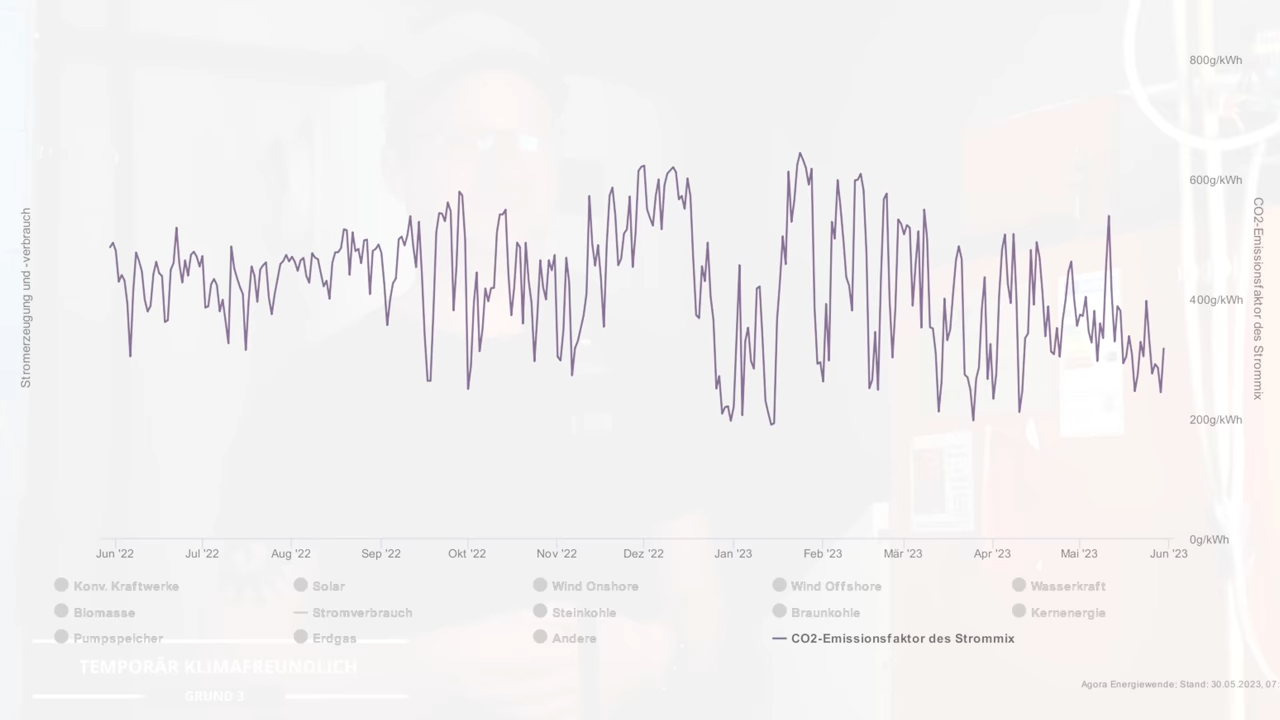 800g/kWh
600g/kWh
400g/kWh
200g/kWh
0g/kWh
Stromerzeugung und -verbrauch
CO2-Emissionsfaktor des Strommix
Jun '22 Jul '22 Aug '22 Sep '22 Okt '22 Nov '22 Dez '22 Jan '23 Feb '23 Mär '23 Apr '23 Mai '23 Jun '23
Konv. Kraftwerke Solar Wind Onshore Wind Offshore Wasserkraft
Biomasse Stromverbrauch Steinkohle Braunkohle Kernenergie
Pumpspeicher Erdgas Andere CO2-Emissionsfaktor des Strommix
TEMPORÄR KLIMAFREUNDLICH
GRUND 3
Agora Energiewende; Stand: 30.05.2023, 07: